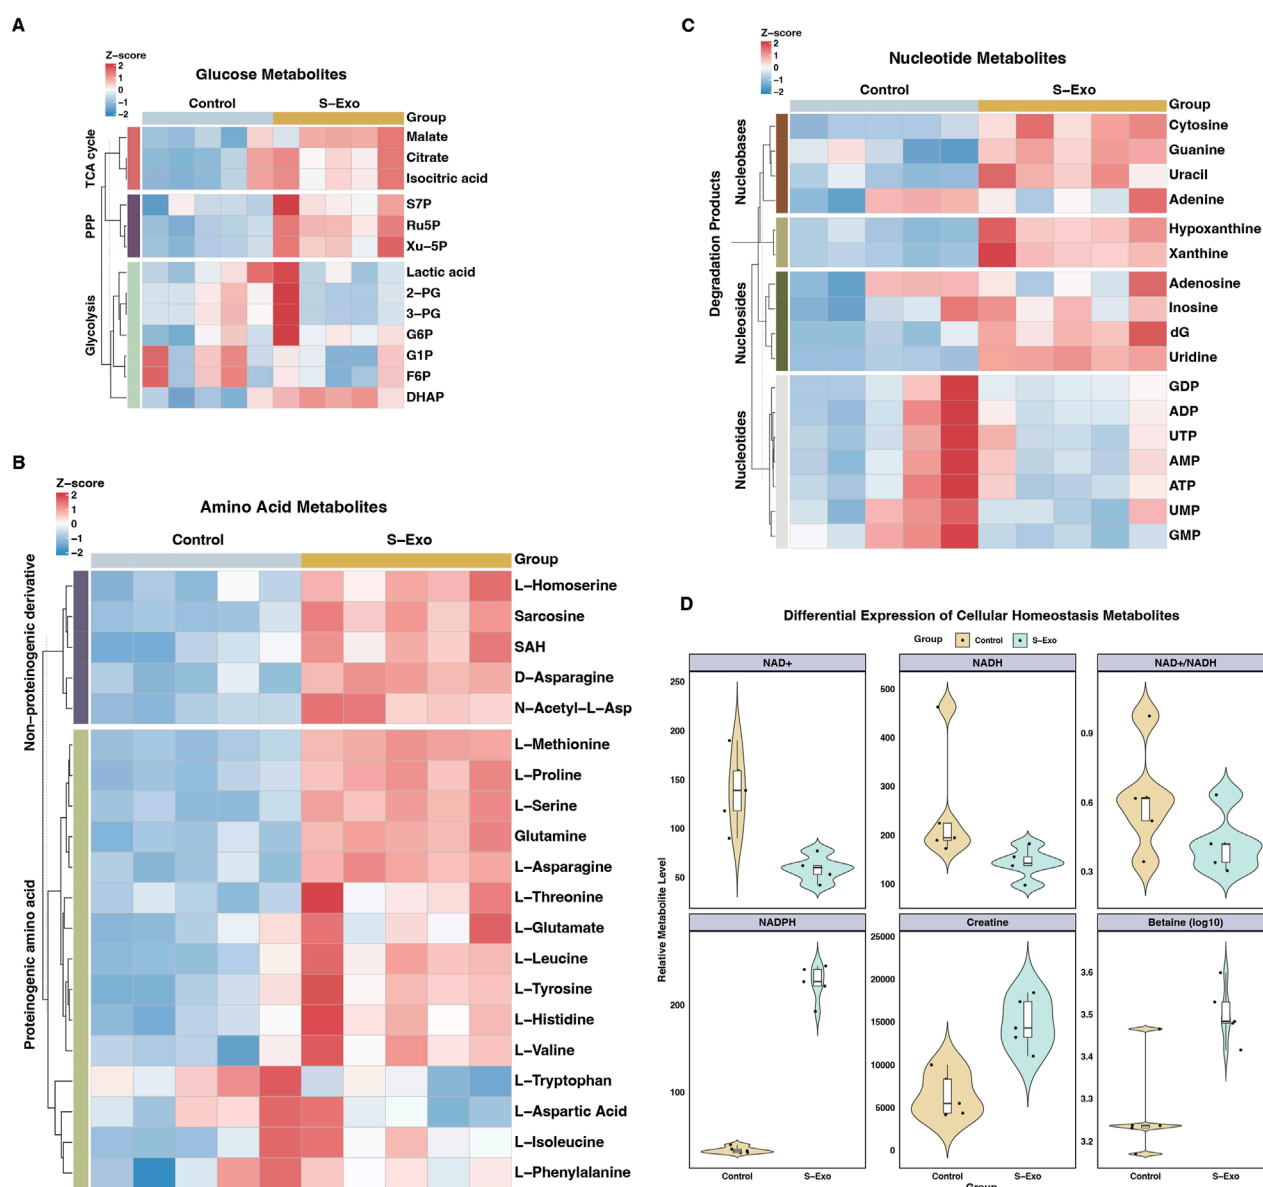 A
Z-score
2
1
0
-1
-2
Glucose Metabolites
Control
S-Exo
Group
TCA cycle
Malate
Citrate
Isocitric acid
PPP
S7P
Ru5P
Xu-5P
Glycolysis
Lactic acid
2-PG
3-PG
G6P
G1P
F6P
DHAP
B
Z-score
2
1
0
-1
-2
Amino Acid Metabolites
Control
S-Exo
Group
Non-proteinogenic derivative
L-Homoserine
Sarcosine
SAH
D-Asparagine
N-Acetyl-L-Asp
Proteinogenic amino acid
L-Methionine
L-Proline
L-Serine
Glutamine
L-Asparagine
L-Threonine
L-Glutamate
L-Leucine
L-Tyrosine
L-Histidine
L-Valine
L-Tryptophan
L-Aspartic Acid
L-Isoleucine
L-Phenylalanine
C
Z-score
2
1
0
-1
-2
Nucleotide Metabolites
Control
S-Exo
Group
Degradation Products
Nucleobases
Cytosine
Guanine
Uracil
Adenine
Hypoxanthine
Xanthine
Nucleosides
Adenosine
Inosine
dG
Uridine
Nucleotides
GDP
ADP
UTP
AMP
ATP
UMP
GMP
D
Differential Expression of Cellular Homeostasis Metabolites
Group Control S-Exo
Relative Metabolite Level
NAD+
250
200
150
100
50
NADH
500
400
300
200
100
NAD+/NADH
0.9
0.6
0.3
NADPH
200
100
Creatine
25000
20000
15000
10000
5000
0
Betaine (log10)
3.6
3.5
3.4
3.3
3.2
Control S-Exo
Control S-Exo
Control S-Exo